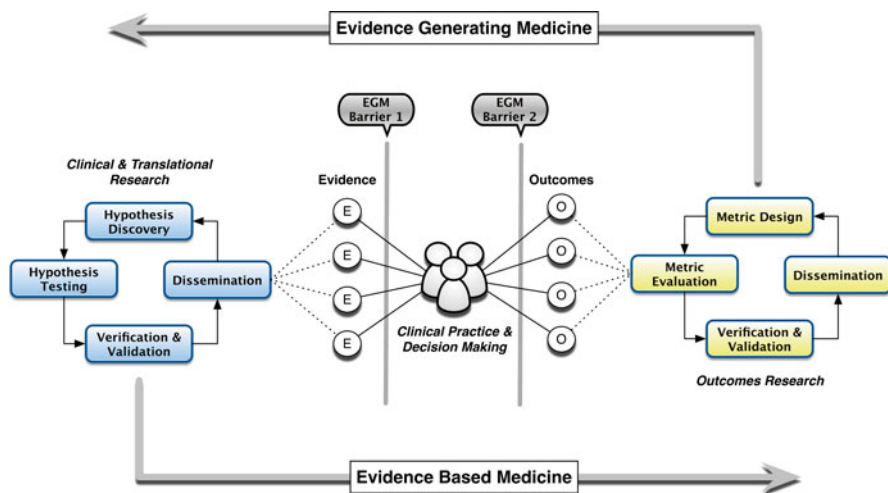 Evidence Generating Medicine
EGM
Barrier 1
EGM
Barrier 2
Clinical & Translational
Research
Evidence
Outcomes
Hypothesis
Discovery
Hypothesis
Testing
Dissemination
Verification &
Validation
E
E
E
E
Clinical Practice &
Decision Making
O
O
O
O
Metric Design
Metric
Evaluation
Dissemination
Verification &
Validation
Outcomes Research
Evidence Based Medicine